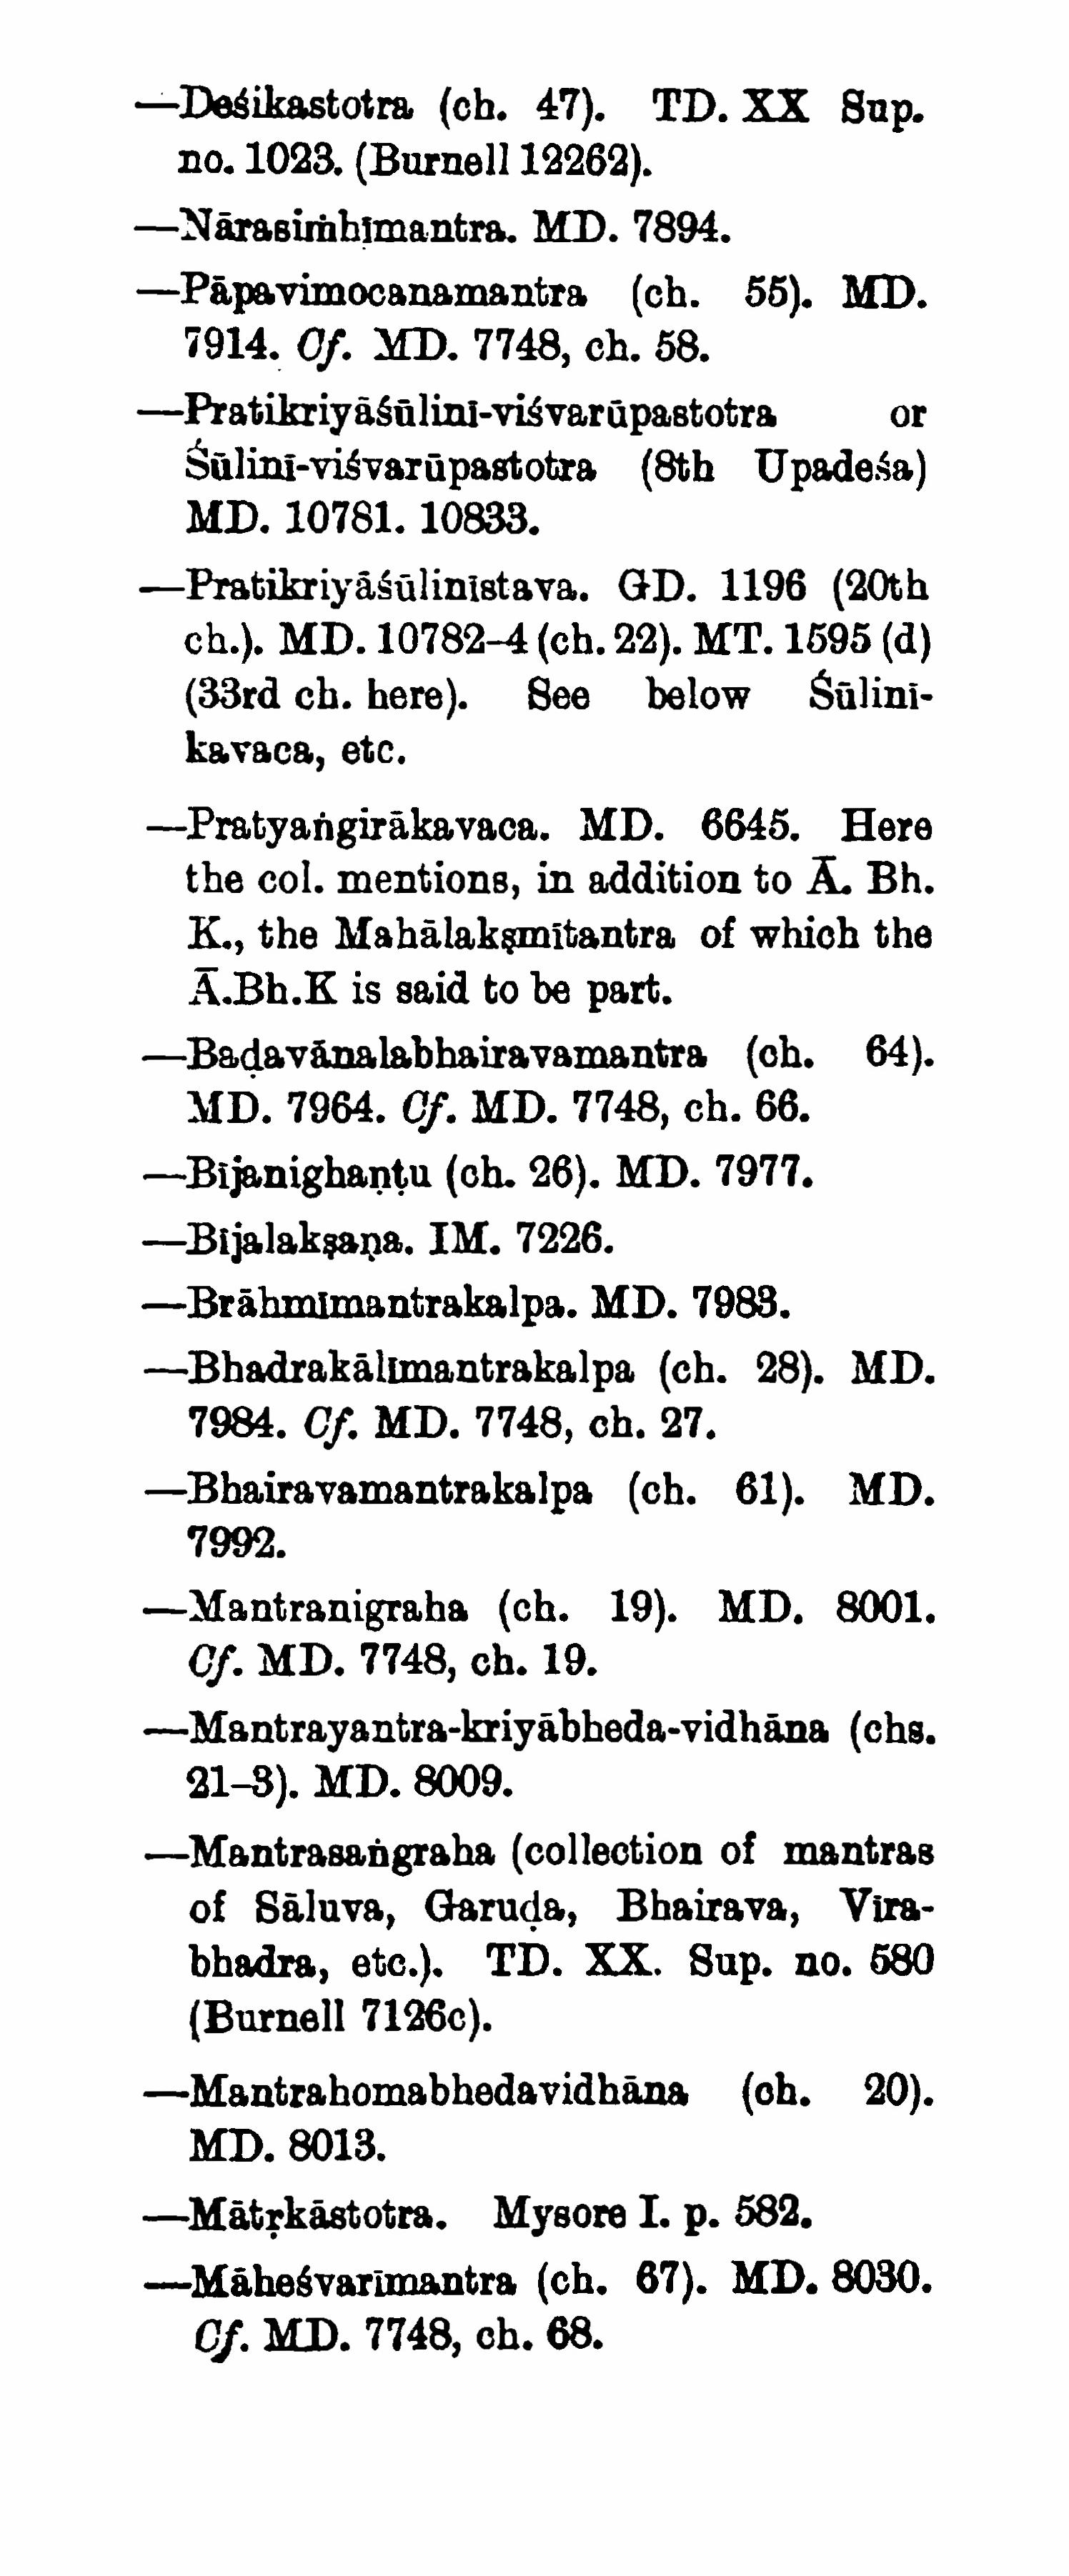 —Deśikastotra (ch. 47). TD. XX Sup.
no. 1023. (Burnell 12262).
—Nārasiṁhīmantra. MD. 7894.
—Pāpavimocanamantra (ch. 55). MD.
7914. Cf. MD. 7748, ch. 58.
—Pratikriyāśūlinī-viśvarūpastotra or
Śūlinī-viśvarūpastotra (8th Upadeśa)
MD. 10781. 10833.
—Pratikriyāśūlinīstava. GD. 1196 (20th
ch.). MD. 10782–4 (ch. 22). MT. 1595 (d)
(33rd ch. here). See below Śūlinī-
kavaca, etc.
—Pratyaṅgirākavaca. MD. 6645. Here
the col. mentions, in addition to Ā. Bh.
K., the Mahālakṣmītantra of which the
Ā.Bh.K is said to be part.
—Baḍavānalabhairavamantra (ch. 64).
MD. 7964. Cf. MD. 7748, ch. 66.
—Bījanighaṇṭu (ch. 26). MD. 7977.
—Bījalakṣaṇa. IM. 7226.
—Brāhmīmantrakalpa. MD. 7983.
—Bhadrakālīmantrakalpa (ch. 28). MD.
7984. Cf. MD. 7748, ch. 27.
—Bhairavamantrakalpa (ch. 61). MD.
7992.
—Mantranigraha (ch. 19). MD. 8001.
Cf. MD. 7748, ch. 19.
—Mantrayantra-kriyābheda-vidhāna (chs.
21–3). MD. 8009.
—Mantrasaṅgraha (collection of mantras
of Sāluva, Garuḍa, Bhairava, Vīra-
bhadra, etc.). TD. XX. Sup. no. 580
(Burnell 7126c).
—Mantrahomabhedavidhāna (ch. 20).
MD. 8013.
—Mātṛkāstotra. Mysore I. p. 582.
—Māheśvarīmantra (ch. 67). MD. 8030.
Cf. MD. 7748, ch. 68.